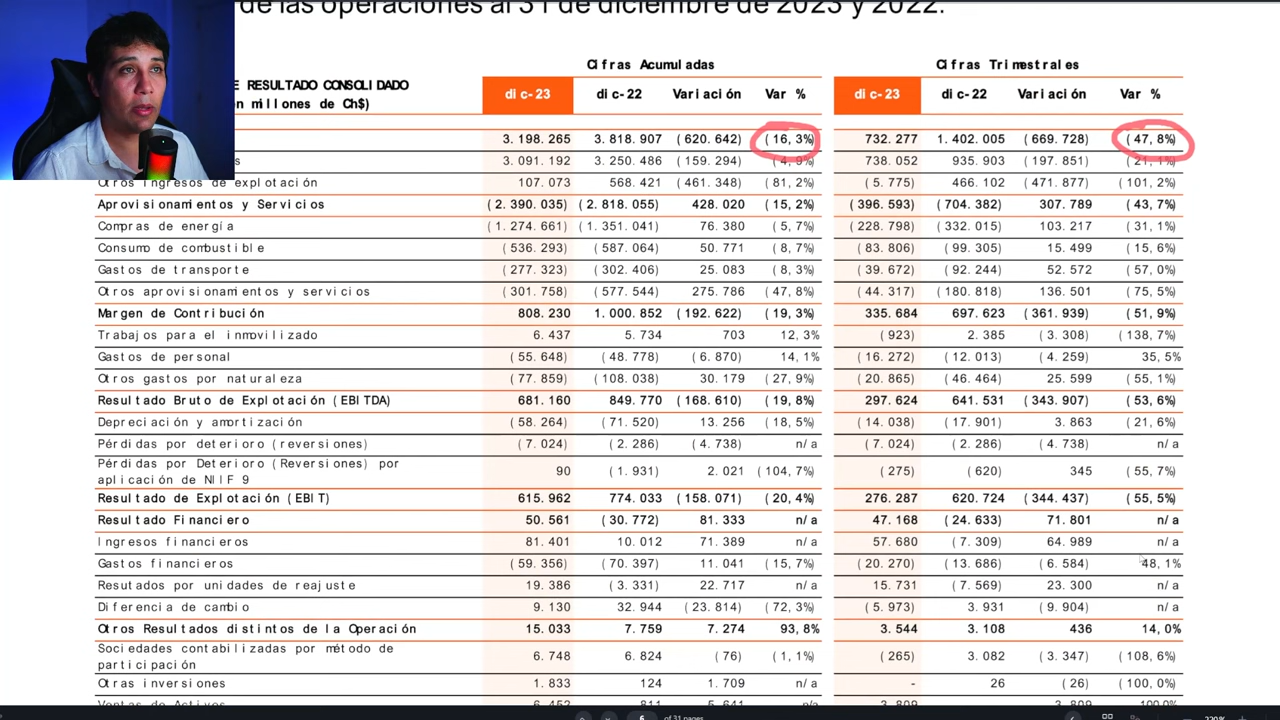 de las operaciones al 31 de diciembre de 2023 y 2022.
Cifras Acumuladas Cifras Trimestrales
E RESULTADO CONSOLIDADO
n millones de Ch$)
dic-23 dic-22 Variación Var % dic-23 dic-22 Variación Var %
3.198.265 3.818.907 (620.642) (16,3%) 732.277 1.402.005 (669.728) (47,8%)
s 3.091.192 3.250.486 (159.294) (4,9%) 738.052 935.903 (197.851) (21,1%)
Otros ingresos de explotación 107.073 568.421 (461.348) (81,2%) (5.775) 466.102 (471.877) (101,2%)
Aprovisionamientos y Servicios (2.390.035) (2.818.055) 428.020 (15,2%) (396.593) (704.382) 307.789 (43,7%)
Compras de energía (1.274.661) (1.351.041) 76.380 (5,7%) (228.798) (332.015) 103.217 (31,1%)
Consumo de combustible (536.293) (587.064) 50.771 (8,7%) (83.806) (99.305) 15.499 (15,6%)
Gastos de transporte (277.323) (302.406) 25.083 (8,3%) (39.672) (92.244) 52.572 (57,0%)
Otros aprovisionamientos y servicios (301.758) (577.544) 275.786 (47,8%) (44.317) (180.818) 136.501 (75,5%)
Margen de Contribución 808.230 1.000.852 (192.622) (19,3%) 335.684 697.623 (361.939) (51,9%)
Trabajos para el inmovilizado 6.437 5.734 703 12,3% (923) 2.385 (3.308) (138,7%)
Gastos de personal (55.648) (48.778) (6.870) 14,1% (16.272) (12.013) (4.259) 35,5%
Otros gastos por naturaleza (77.859) (108.038) 30.179 (27,9%) (20.865) (46.464) 25.599 (55,1%)
Resultado Bruto de Explotación (EBITDA) 681.160 849.770 (168.610) (19,8%) 297.624 641.531 (343.907) (53,6%)
Depreciación y amortización (58.264) (71.520) 13.256 (18,5%) (14.038) (17.901) 3.863 (21,6%)
Pérdidas por deterioro (reversiones) (7.024) (2.286) (4.738) n/a (7.024) (2.286) (4.738) n/a
Pérdidas por Deterioro (Reversiones) por
aplicación de NIIF 9 90 (1.931) 2.021 (104,7%) (275) (620) 345 (55,7%)
Resultado de Explotación (EBIT) 615.962 774.033 (158.071) (20,4%) 276.287 620.724 (344.437) (55,5%)
Resultado Financiero 50.561 (30.772) 81.333 n/a 47.168 (24.633) 71.801 n/a
Ingresos financieros 81.401 10.012 71.389 n/a 57.680 (7.309) 64.989 n/a
Gastos financieros (59.356) (70.397) 11.041 (15,7%) (20.270) (13.686) (6.584) 48,1%
Resutados por unidades de reajuste 19.386 (3.331) 22.717 n/a 15.731 (7.569) 23.300 n/a
Diferencia de cambio 9.130 32.944 (23.814) (72,3%) (5.973) 3.931 (9.904) n/a
Otros Resultados distintos de la Operación 15.033 7.759 7.274 93,8% 3.544 3.108 436 14,0%
Sociedades contabilizadas por método de
participación 6.748 6.824 (76) (1,1%) (265) 3.082 (3.347) (108,6%)
Otras inversiones 1.833 124 1.709 n/a - 26 (26) (100,0%)
Ventas de Activos 6.452 811 5.641 n/a 3.809 3.809 100,0%
6 of 31 pages 220%